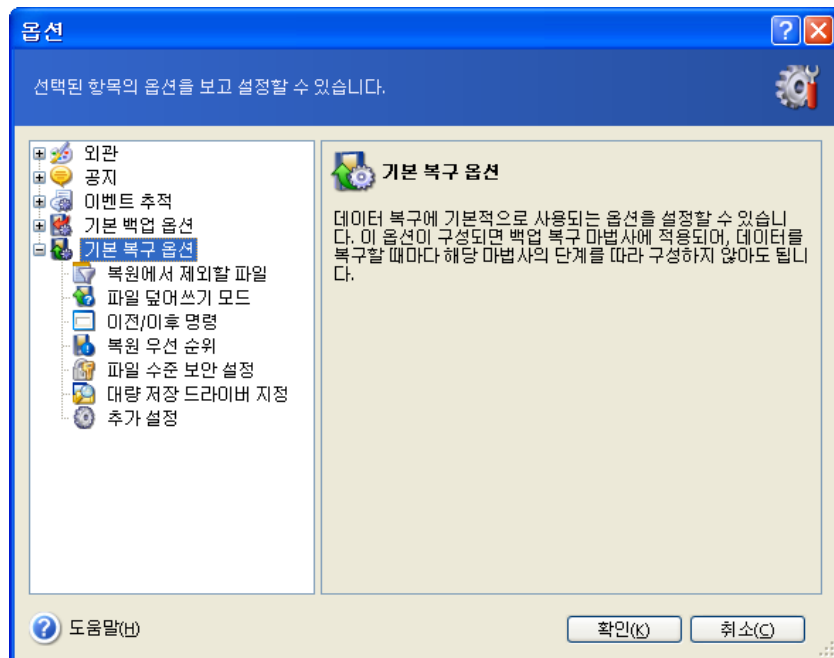 옵션
선택된 항목의 옵션을 보고 설정할 수 있습니다.
외관
공지
이벤트 추적
기본 백업 옵션
기본 복구 옵션
복원에서 제외할 파일
파일 덮어쓰기 모드
이전/이후 명령
복원 우선 순위
파일 수준 보안 설정
대량 저장 드라이버 지정
추가 설정
기본 복구 옵션
데이터 복구에 기본적으로 사용되는 옵션을 설정할 수 있습니
다. 이 옵션이 구성되면 백업 복구 마법사에 적용되어, 데이터를
복구할 때마다 해당 마법사의 단계를 따라 구성하지 않아도 됩니
다.
도움말(H)
확인(K)
취소(C)